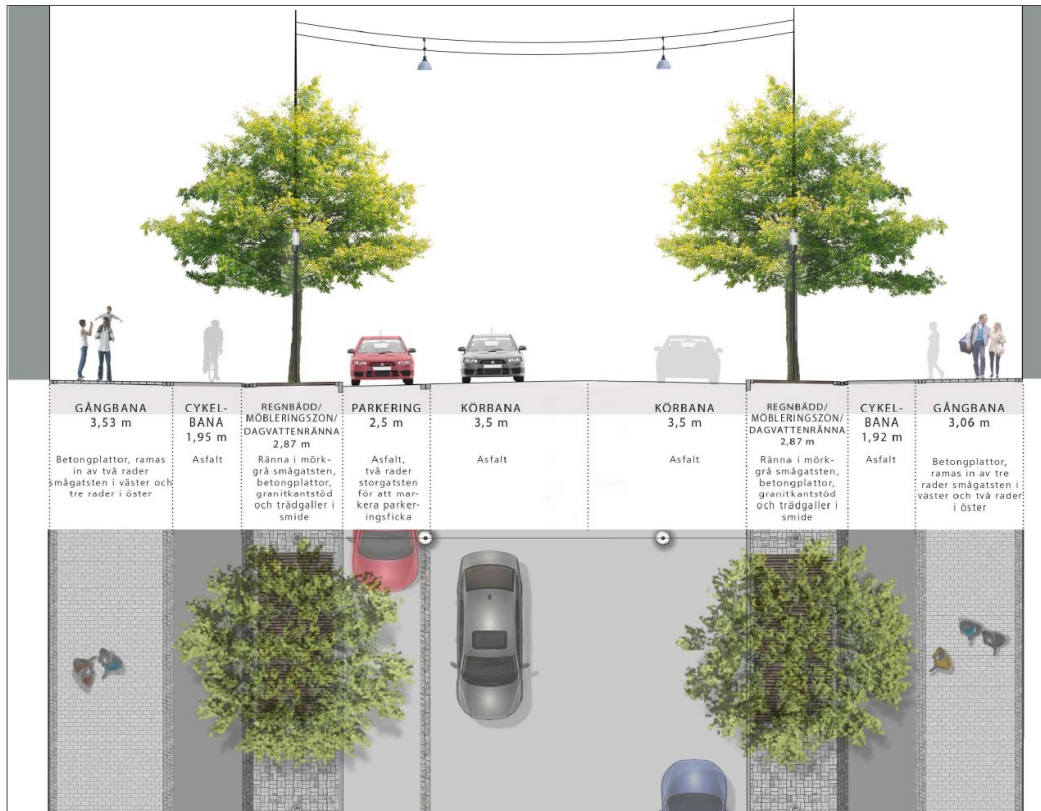 GÅNGBANA
3,53 m
Betongplattor, ramas
in av två rader
smågatsten i väster och
tre rader i öster
CYKEL-
BANA
1,95 m
Asfalt
REGNBÄDD/
MÖBLERINGSZON/
DAGVATTENRÄNNA
2,87 m
Ränna i mörk-
grå smågatsten,
betongplattor,
granitkantstöd
och trädgaller i
smide
PARKERING
2,5 m
Asfalt,
två rader
storgatsten
för att mar-
kera parker-
ingsficka
KÖRBANA
3,5 m
Asfalt
KÖRBANA
3,5 m
Asfalt
REGNBÄDD/
MÖBLERINGSZON/
DAGVATTENRÄNNA
2,87 m
Ränna i mörk-
grå smågatsten,
betongplattor,
granitkantstöd
och trädgaller i
smide
CYKEL-
BANA
1,92 m
Asfalt
GÅNGBANA
3,06 m
Betongplattor,
ramas in av tre
rader smågatsten i
väster och två rader
i öster